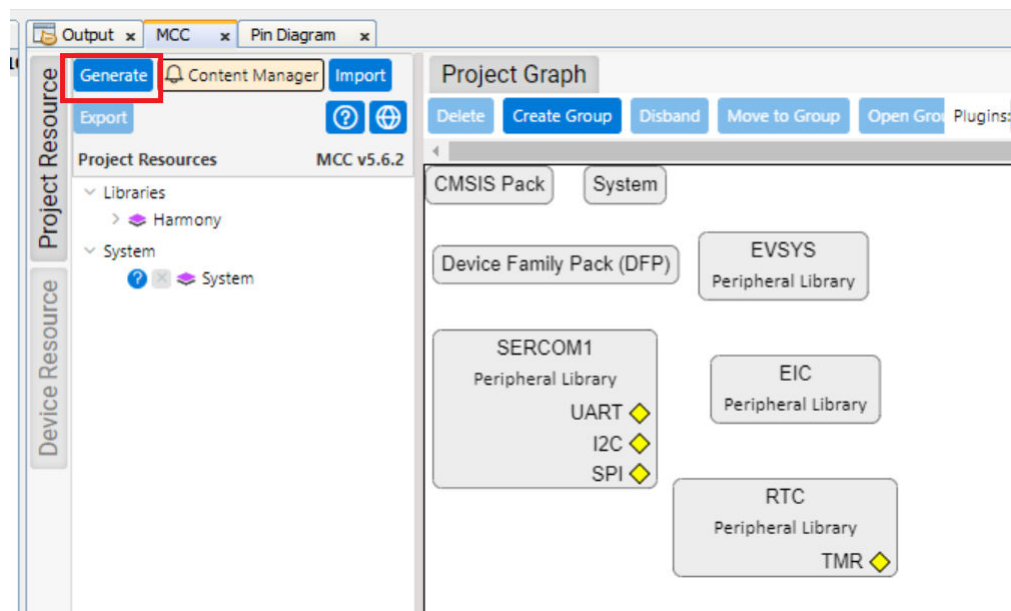 Output x MCC x Pin Diagram x
Project Resource
Device Resource
Generate Content Manager Import
Export
Project Resources MCC v5.6.2
Libraries
Harmony
System
System
Project Graph
Delete Create Group Disband Move to Group Open Grou Plugins:
CMSIS Pack System
Device Family Pack (DFP)
EVSYS
Peripheral Library
SERCOM1
Peripheral Library
UART
I2C
SPI
EIC
Peripheral Library
RTC
Peripheral Library
TMR